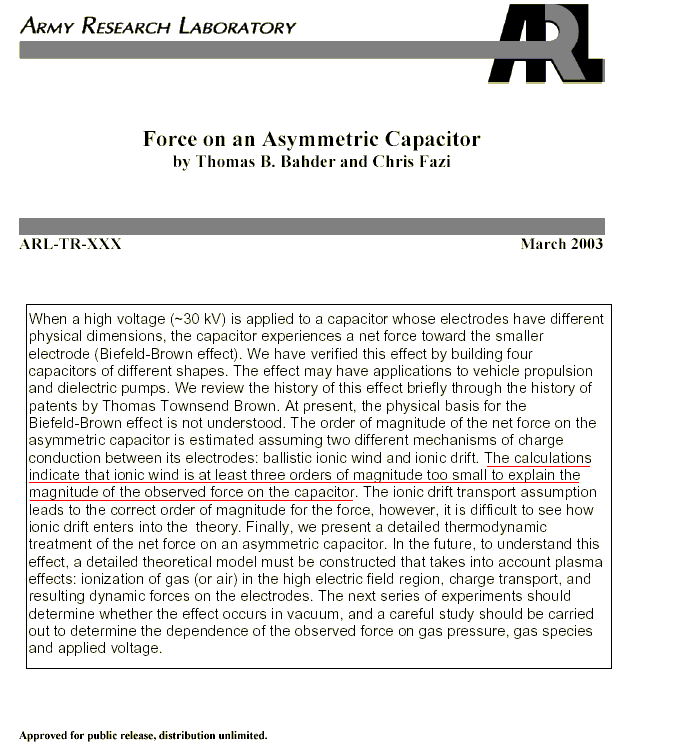 ARMY RESEARCH LABORATORY
ARL
Force on an Asymmetric Capacitor
by Thomas B. Bahder and Chris Fazi
ARL-TR-XXX March 2003
When a high voltage (~30 kV) is applied to a capacitor whose electrodes have different
physical dimensions, the capacitor experiences a net force toward the smaller
electrode (Biefeld-Brown effect). We have verified this effect by building four
capacitors of different shapes. The effect may have applications to vehicle propulsion
and dielectric pumps. We review the history of this effect briefly through the history of
patents by Thomas Townsend Brown. At present, the physical basis for the
Biefeld-Brown effect is not understood. The order of magnitude of the net force on the
asymmetric capacitor is estimated assuming two different mechanisms of charge
conduction between its electrodes: ballistic ionic wind and ionic drift. The calculations
indicate that ionic wind is at least three orders of magnitude too small to explain the
magnitude of the observed force on the capacitor. The ionic drift transport assumption
leads to the correct order of magnitude for the force, however, it is difficult to see how
ionic drift enters into the theory. Finally, we present a detailed thermodynamic
treatment of the net force on an asymmetric capacitor. In the future, to understand this
effect, a detailed theoretical model must be constructed that takes into account plasma
effects: ionization of gas (or air) in the high electric field region, charge transport, and
resulting dynamic forces on the electrodes. The next series of experiments should
determine whether the effect occurs in vacuum, and a careful study should be carried
out to determine the dependence of the observed force on gas pressure, gas species
and applied voltage.
Approved for public release, distribution unlimited.